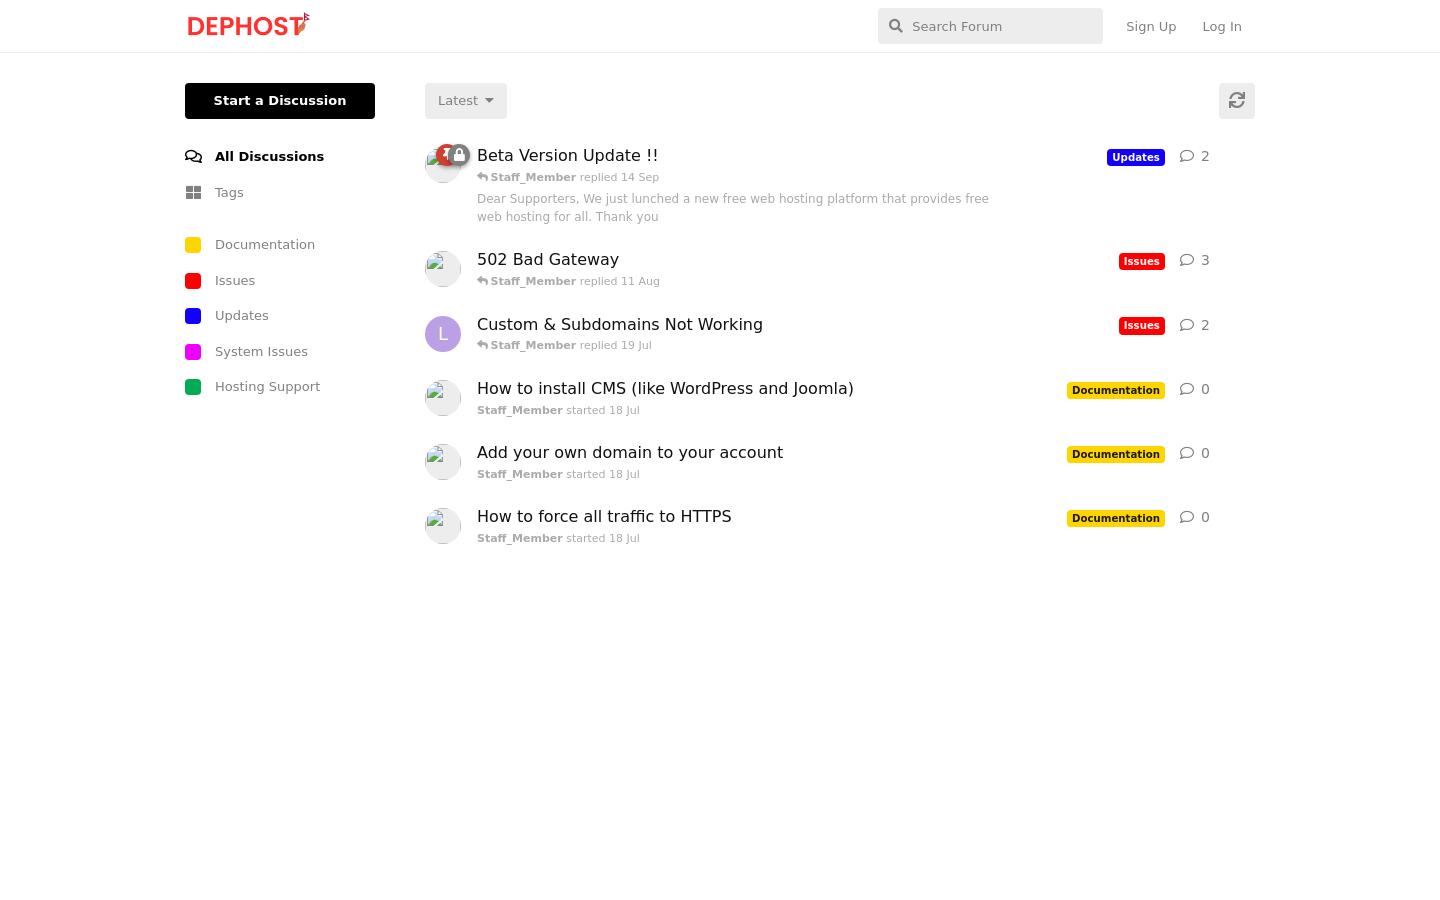 DEPHOST
Search Forum
Sign Up
Log In
Start a Discussion
All Discussions
Tags
Documentation
Issues
Updates
System Issues
Hosting Support
Latest
Beta Version Update !!
Staff_Member replied 14 Sep
Dear Supporters, We just lunched a new free web hosting platform that provides free
web hosting for all. Thank you
Updates
2
502 Bad Gateway
Staff_Member replied 11 Aug
Issues
3
L
Custom & Subdomains Not Working
Staff_Member replied 19 Jul
Issues
2
How to install CMS (like WordPress and Joomla)
Staff_Member started 18 Jul
Documentation
0
Add your own domain to your account
Staff_Member started 18 Jul
Documentation
0
How to force all traffic to HTTPS
Staff_Member started 18 Jul
Documentation
0